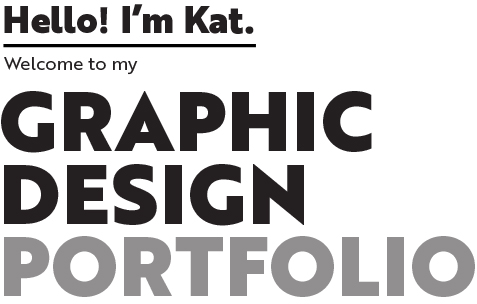 Hello! I’m Kat.
Welcome to my
GRAPHIC
DESIGN
PORTFOLIO